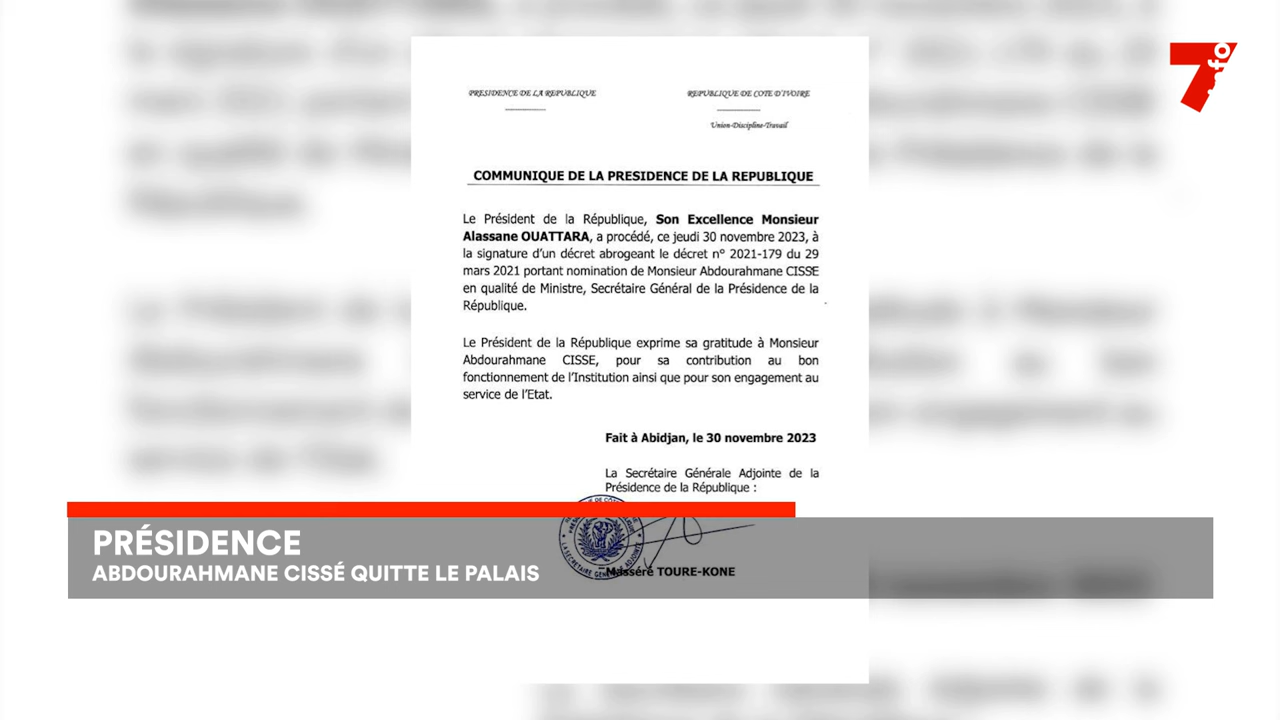 PRESIDENCE DE LA REPUBLIQUE
REPUBLIQUE DE COTE D'IVOIRE
Union-Discipline-Travail
7
fo
COMMUNIQUE DE LA PRESIDENCE DE LA REPUBLIQUE
Le Président de la République, Son Excellence Monsieur
Alassane OUATTARA, a procédé, ce jeudi 30 novembre 2023, à
la signature d'un décret abrogeant le décret n° 2021-179 du 29
mars 2021 portant nomination de Monsieur Abdourahmane CISSE
en qualité de Ministre, Secrétaire Général de la Présidence de la
République.
Le Président de la République exprime sa gratitude à Monsieur
Abdourahmane CISSE, pour sa contribution au bon
fonctionnement de l'Institution ainsi que pour son engagement au
service de l'Etat.
Fait à Abidjan, le 30 novembre 2023
La Secrétaire Générale Adjointe de la
Présidence de la République :
Masséré TOURE-KONE
PRÉSIDENCE
ABDOURAHMANE CISSÉ QUITTE LE PALAIS